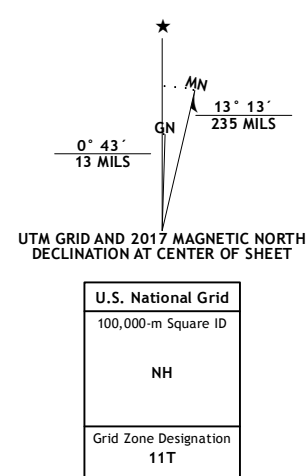 ★
MN
GN
0° 43´
13 MILS
13° 13´
235 MILS
UTM GRID AND 2017 MAGNETIC NORTH
DECLINATION AT CENTER OF SHEET
U.S. National Grid
100,000-m Square ID
NH
Grid Zone Designation
11T